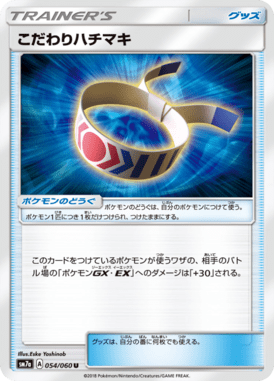 TRAINER'S
グッズ
こだわりハチマキ
ポケモンのどうぐ
ポケモンのどうぐは、自分のポケモンにつけて使う。
ポケモン1匹につき1枚だけつけられ、つけたままにする。
このカードをつけているポケモンが使うワザの、相手のバト
ル場の「ポケモンGX・EX」へのダメージは「+30」される。
グッズは、自分の番に何枚でも使える。
Illus.Eske Yoshinob
sm7a A 054/060 U
©2018 Pokémon/Nintendo/Creatures/GAME FREAK.